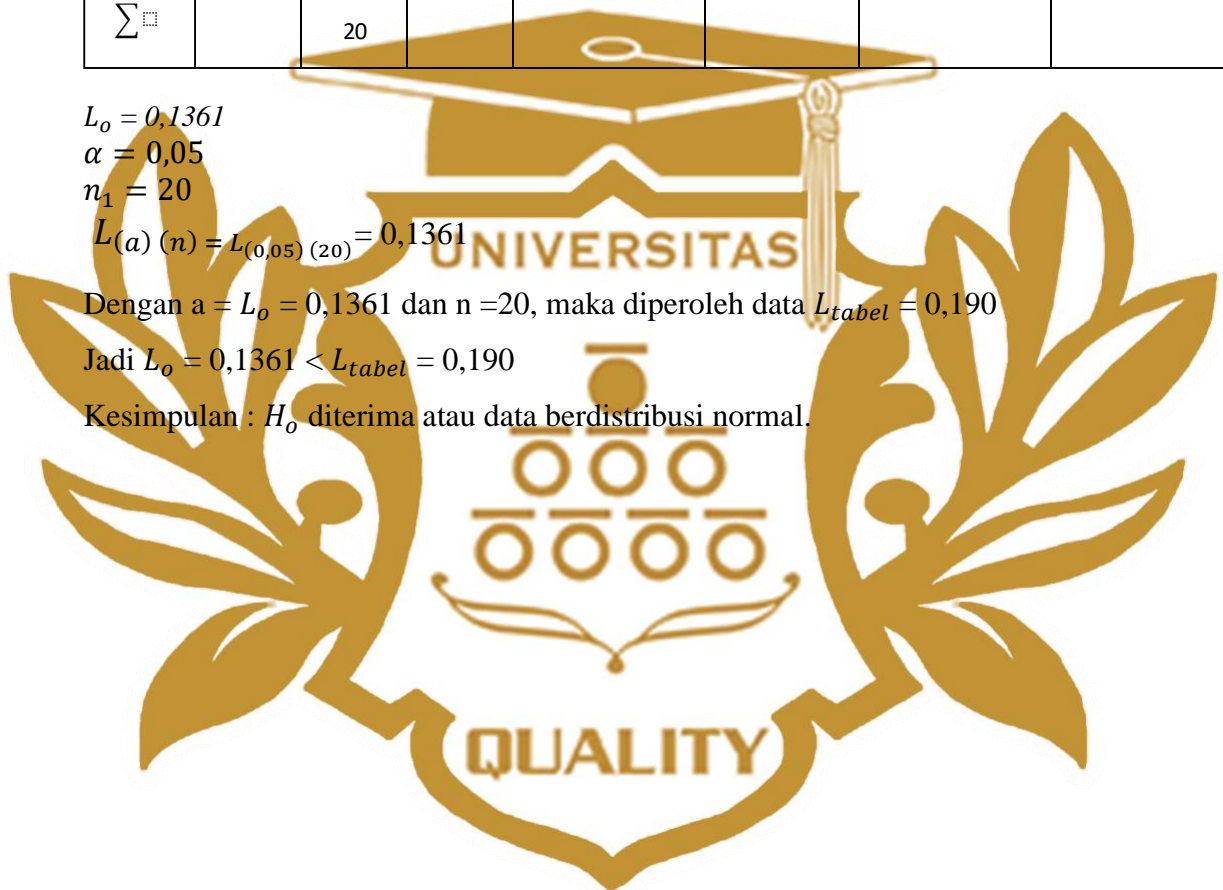 ∑
20
L_o = 0,1361
α = 0,05
n_1 = 20
L_(a) (n) = L_(0,05) (20) = 0,1361
UNIVERSITAS
Dengan a = L_o = 0,1361 dan n =20, maka diperoleh data L_tabel = 0,190
Jadi L_o = 0,1361 < L_tabel = 0,190
Kesimpulan : H_o diterima atau data berdistribusi normal.
QUALITY